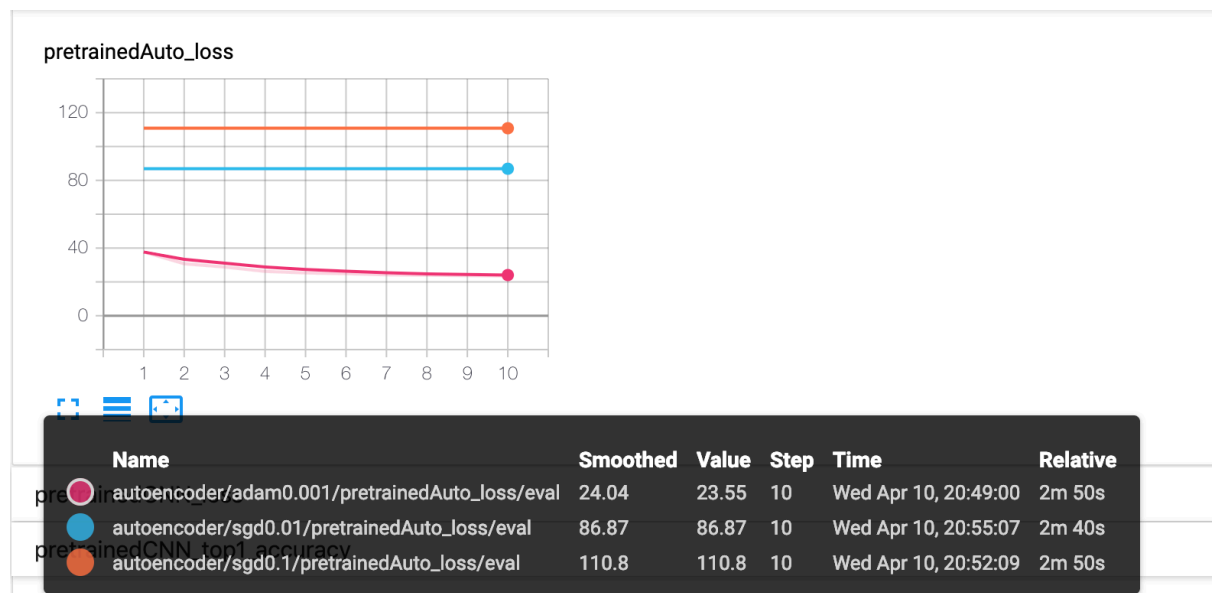 pretrainedAuto_loss
120
80
40
0
1 2 3 4 5 6 7 8 9 10
Name Smoothed Value Step Time Relative
pretrainedCNN_loss
autoencoder/adam0.001/pretrainedAuto_loss/eval 24.04 23.55 10 Wed Apr 10, 20:49:00 2m 50s
autoencoder/sgd0.01/pretrainedAuto_loss/eval 86.87 86.87 10 Wed Apr 10, 20:55:07 2m 40s
pretrainedCNN_top1_accuracy
autoencoder/sgd0.1/pretrainedAuto_loss/eval 110.8 110.8 10 Wed Apr 10, 20:52:09 2m 50s